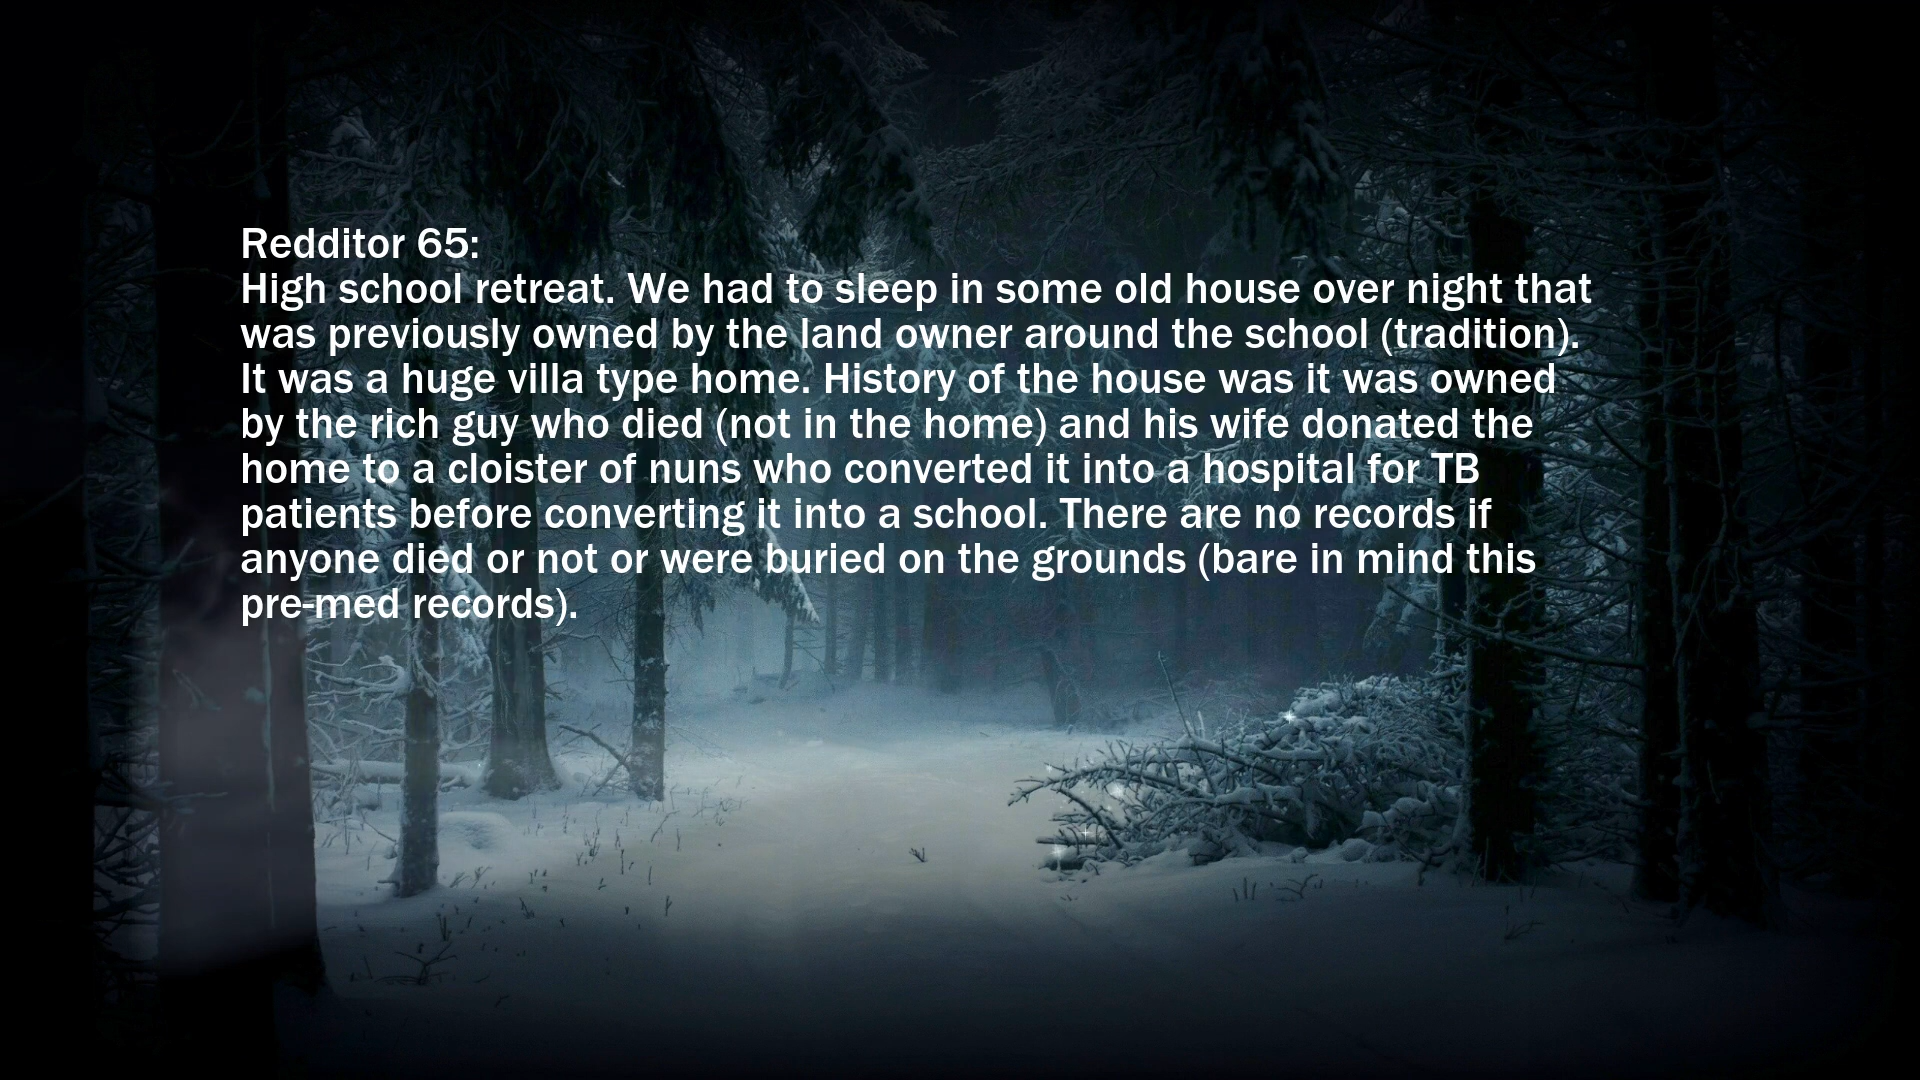 Redditor 65:
High school retreat. We had to sleep in some old house over night that
was previously owned by the land owner around the school (tradition).
It was a huge villa type home. History of the house was it was owned
by the rich guy who died (not in the home) and his wife donated the
home to a cloister of nuns who converted it into a hospital for TB
patients before converting it into a school. There are no records if
anyone died or not or were buried on the grounds (bare in mind this
pre-med records).